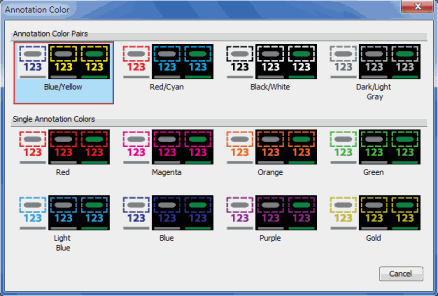 Annotation Color
Annotation Color Pairs
123 123 123 123 123 123 123 123 123 123 123 123
Blue/Yellow Red/Cyan Black/White Dark/Light
Gray
Single Annotation Colors
123 123 123 123 123 123 123 123 123 123 123 123
Red Magenta Orange Green
123 123 123 123 123 123 123 123 123 123 123 123
Light Blue Purple Gold
Blue
Cancel